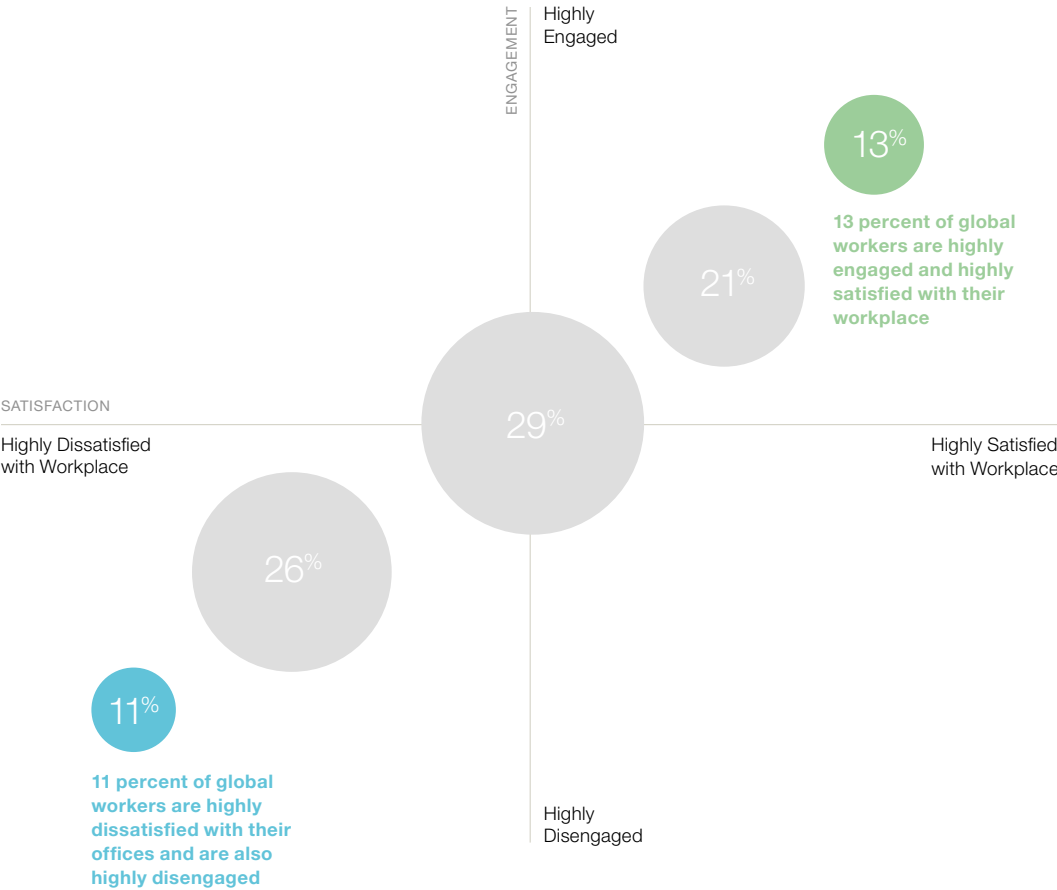 ENGAGEMENT
Highly
Engaged
13%
13 percent of global
workers are highly
engaged and highly
satisfied with their
workplace
21%
29%
SATISFACTION
Highly Dissatisfied
with Workplace
Highly Satisfied
with Workplace
26%
11%
11 percent of global
workers are highly
dissatisfied with their
offices and are also
highly disengaged
Highly
Disengaged